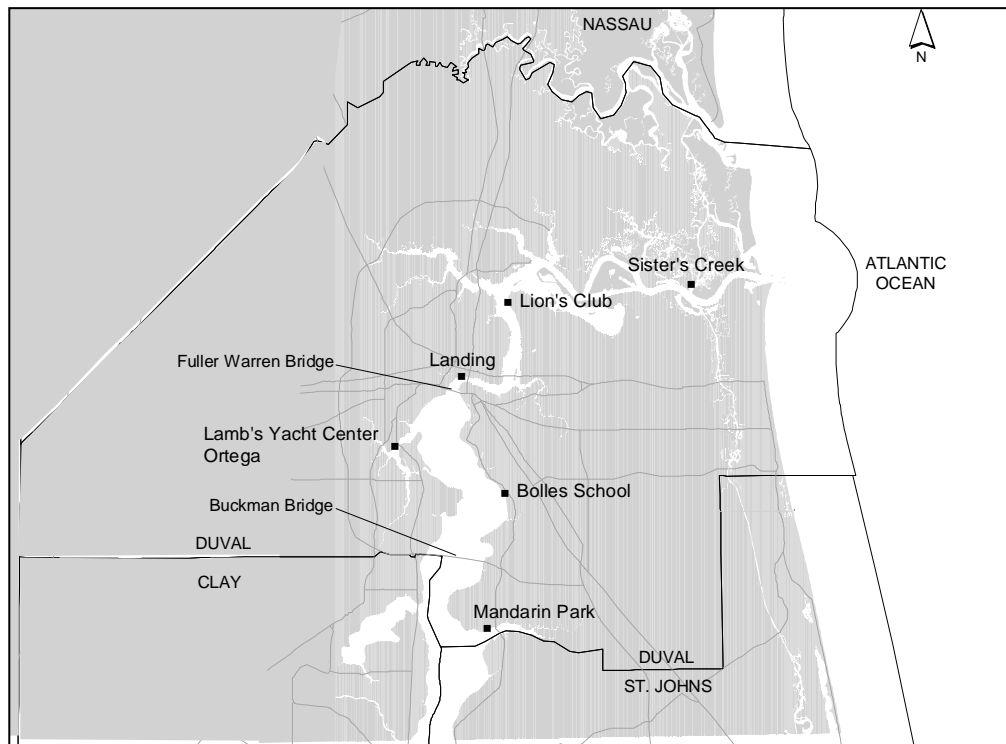 NASSAU
N
Sister's Creek
ATLANTIC
OCEAN
Lion's Club
Landing
Fuller Warren Bridge
Lamb's Yacht Center
Ortega
Bolles School
Buckman Bridge
DUVAL
CLAY
Mandarin Park
DUVAL
ST. JOHNS